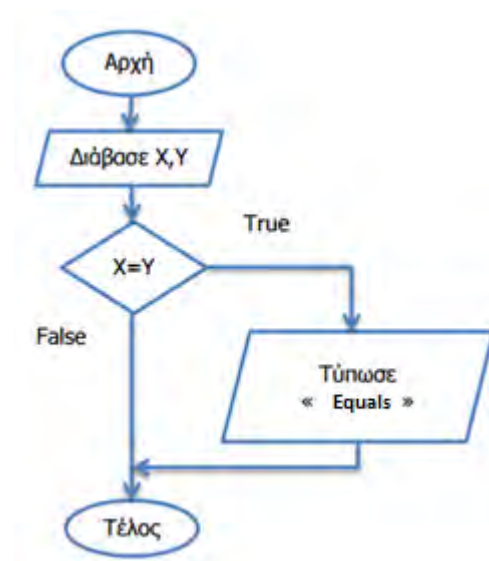 Αρχή
Διάβασε X,Y
True
X=Y
False
Τύπωσε
« Equals »
Τέλος